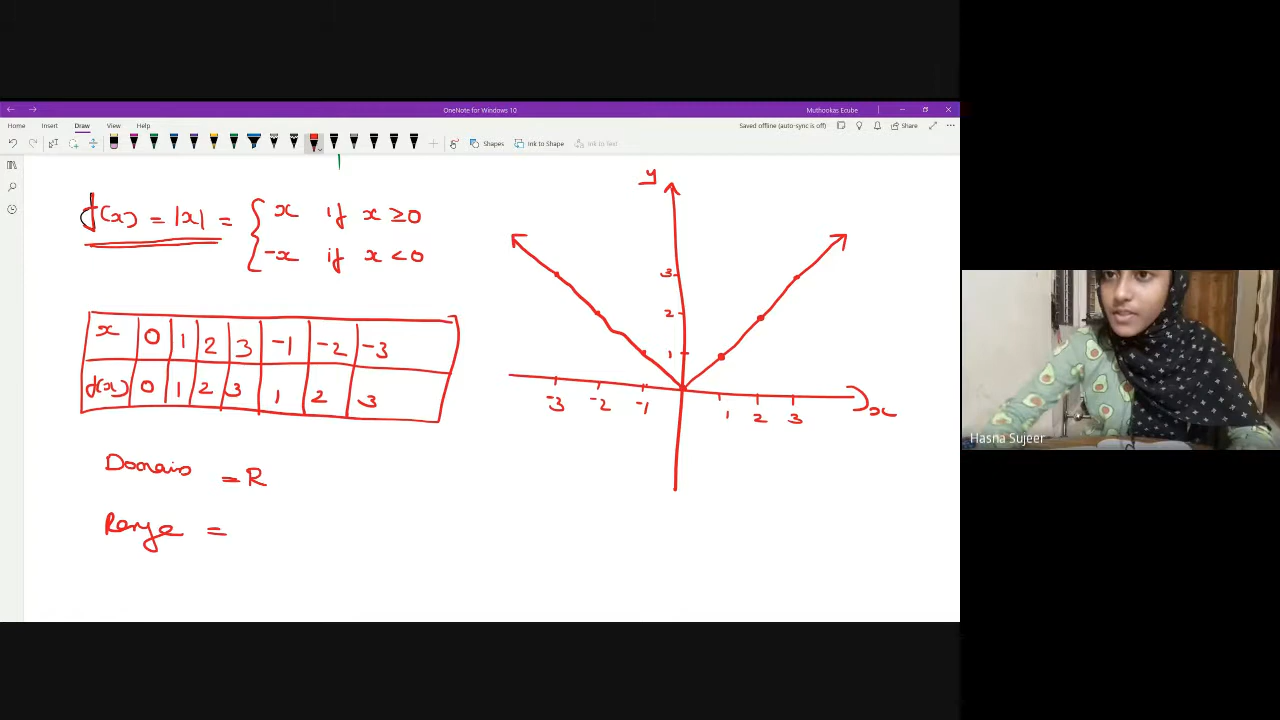 OneNote for Windows 10
Muthookas Ecube
Home Insert Draw View Help
Saved offline (auto-sync is off)
Share
Shapes
Ink to Shape
Ink to Text
f(x) = |x| = { x if x ≥ 0
-x if x < 0
x 0 1 2 3 -1 -2 -3
f(x) 0 1 2 3 1 2 3
Domain = R
Range =
y
3
2
1
-3 -2 -1 1 2 3 x
Hasna Sujeer